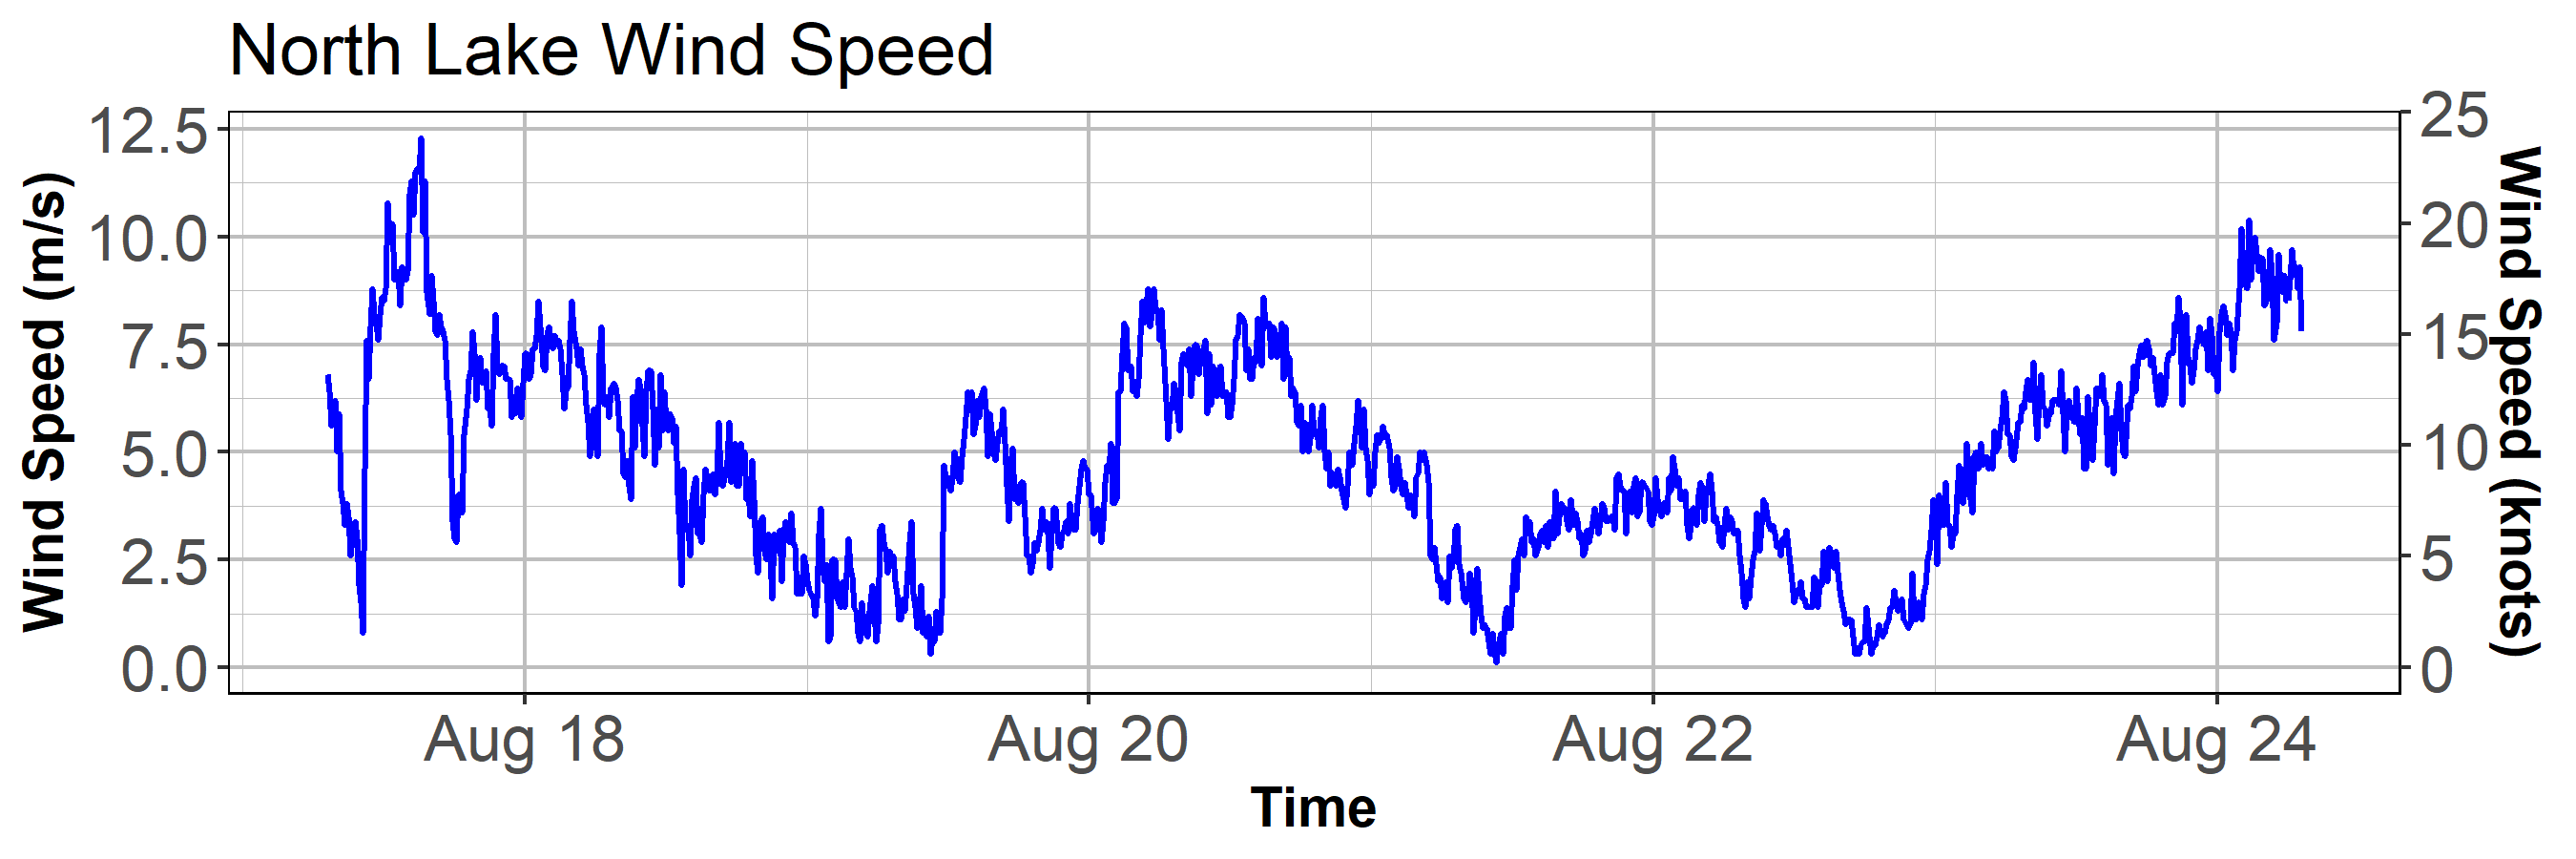 North Lake Wind Speed
Wind Speed (m/s)
12.5
10.0
7.5
5.0
2.5
0.0
25
20
15
10
5
0
Wind Speed (knots)
Aug 18 Aug 20 Aug 22 Aug 24
Time